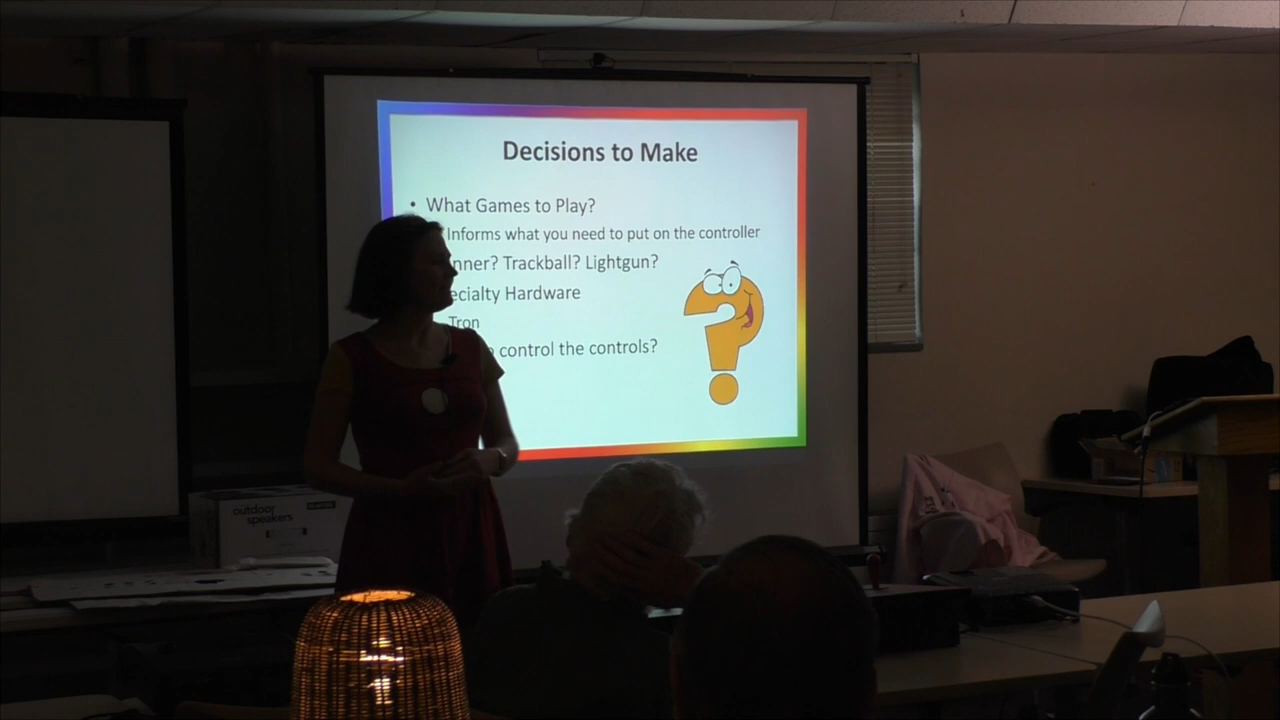 Decisions to Make
• What Games to Play?
Informs what you need to put on the controller
Trackball? Lightgun?
Hardware
Tron
control the controls?
outdoor
speakers